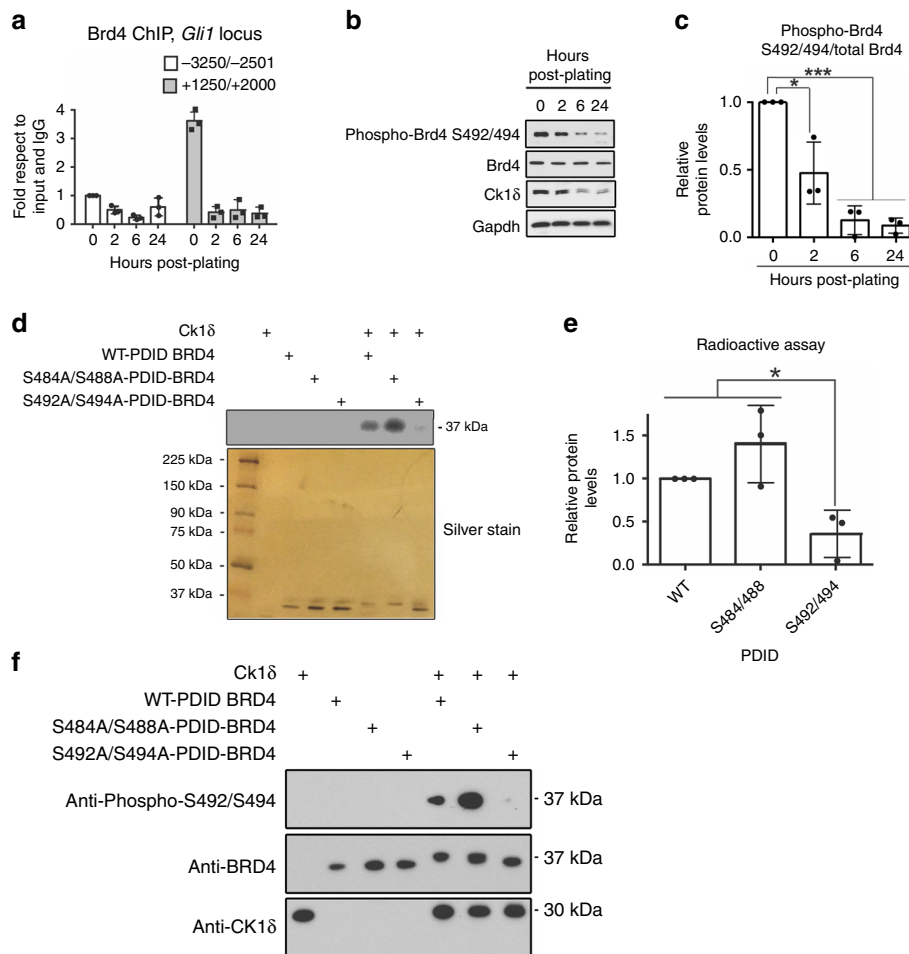 a
Brd4 ChIP, Gli1 locus
–3250/–2501
+1250/+2000
Fold respect to
input and IgG
5
4
3
2
1
0
0 2 6 24 0 2 6 24
Hours post-plating
b
Hours
post-plating
0 2 6 24
Phospho-Brd4 S492/494
Brd4
Ck1δ
Gapdh
c
Phospho-Brd4
S492/494/total Brd4
***
*
Relative
protein levels
1.0
0.5
0.0
0 2 6 24
Hours post-plating
d
Ck1δ + + + +
WT-PDID BRD4 + +
S484A/S488A-PDID-BRD4 + +
S492A/S494A-PDID-BRD4 + +
- 37 kDa
225 kDa -
150 kDa -
90 kDa -
75 kDa -
50 kDa -
37 kDa -
Silver stain
e
Radioactive assay
*
Relative protein
levels
1.5
1.0
0.5
0.0
WT
S484/488
S492/494
PDID
f
Ck1δ + + + +
WT-PDID BRD4 + +
S484A/S488A-PDID-BRD4 + +
S492A/S494A-PDID-BRD4 + +
Anti-Phospho-S492/S494
- 37 kDa
Anti-BRD4
- 37 kDa
Anti-CK1δ
- 30 kDa